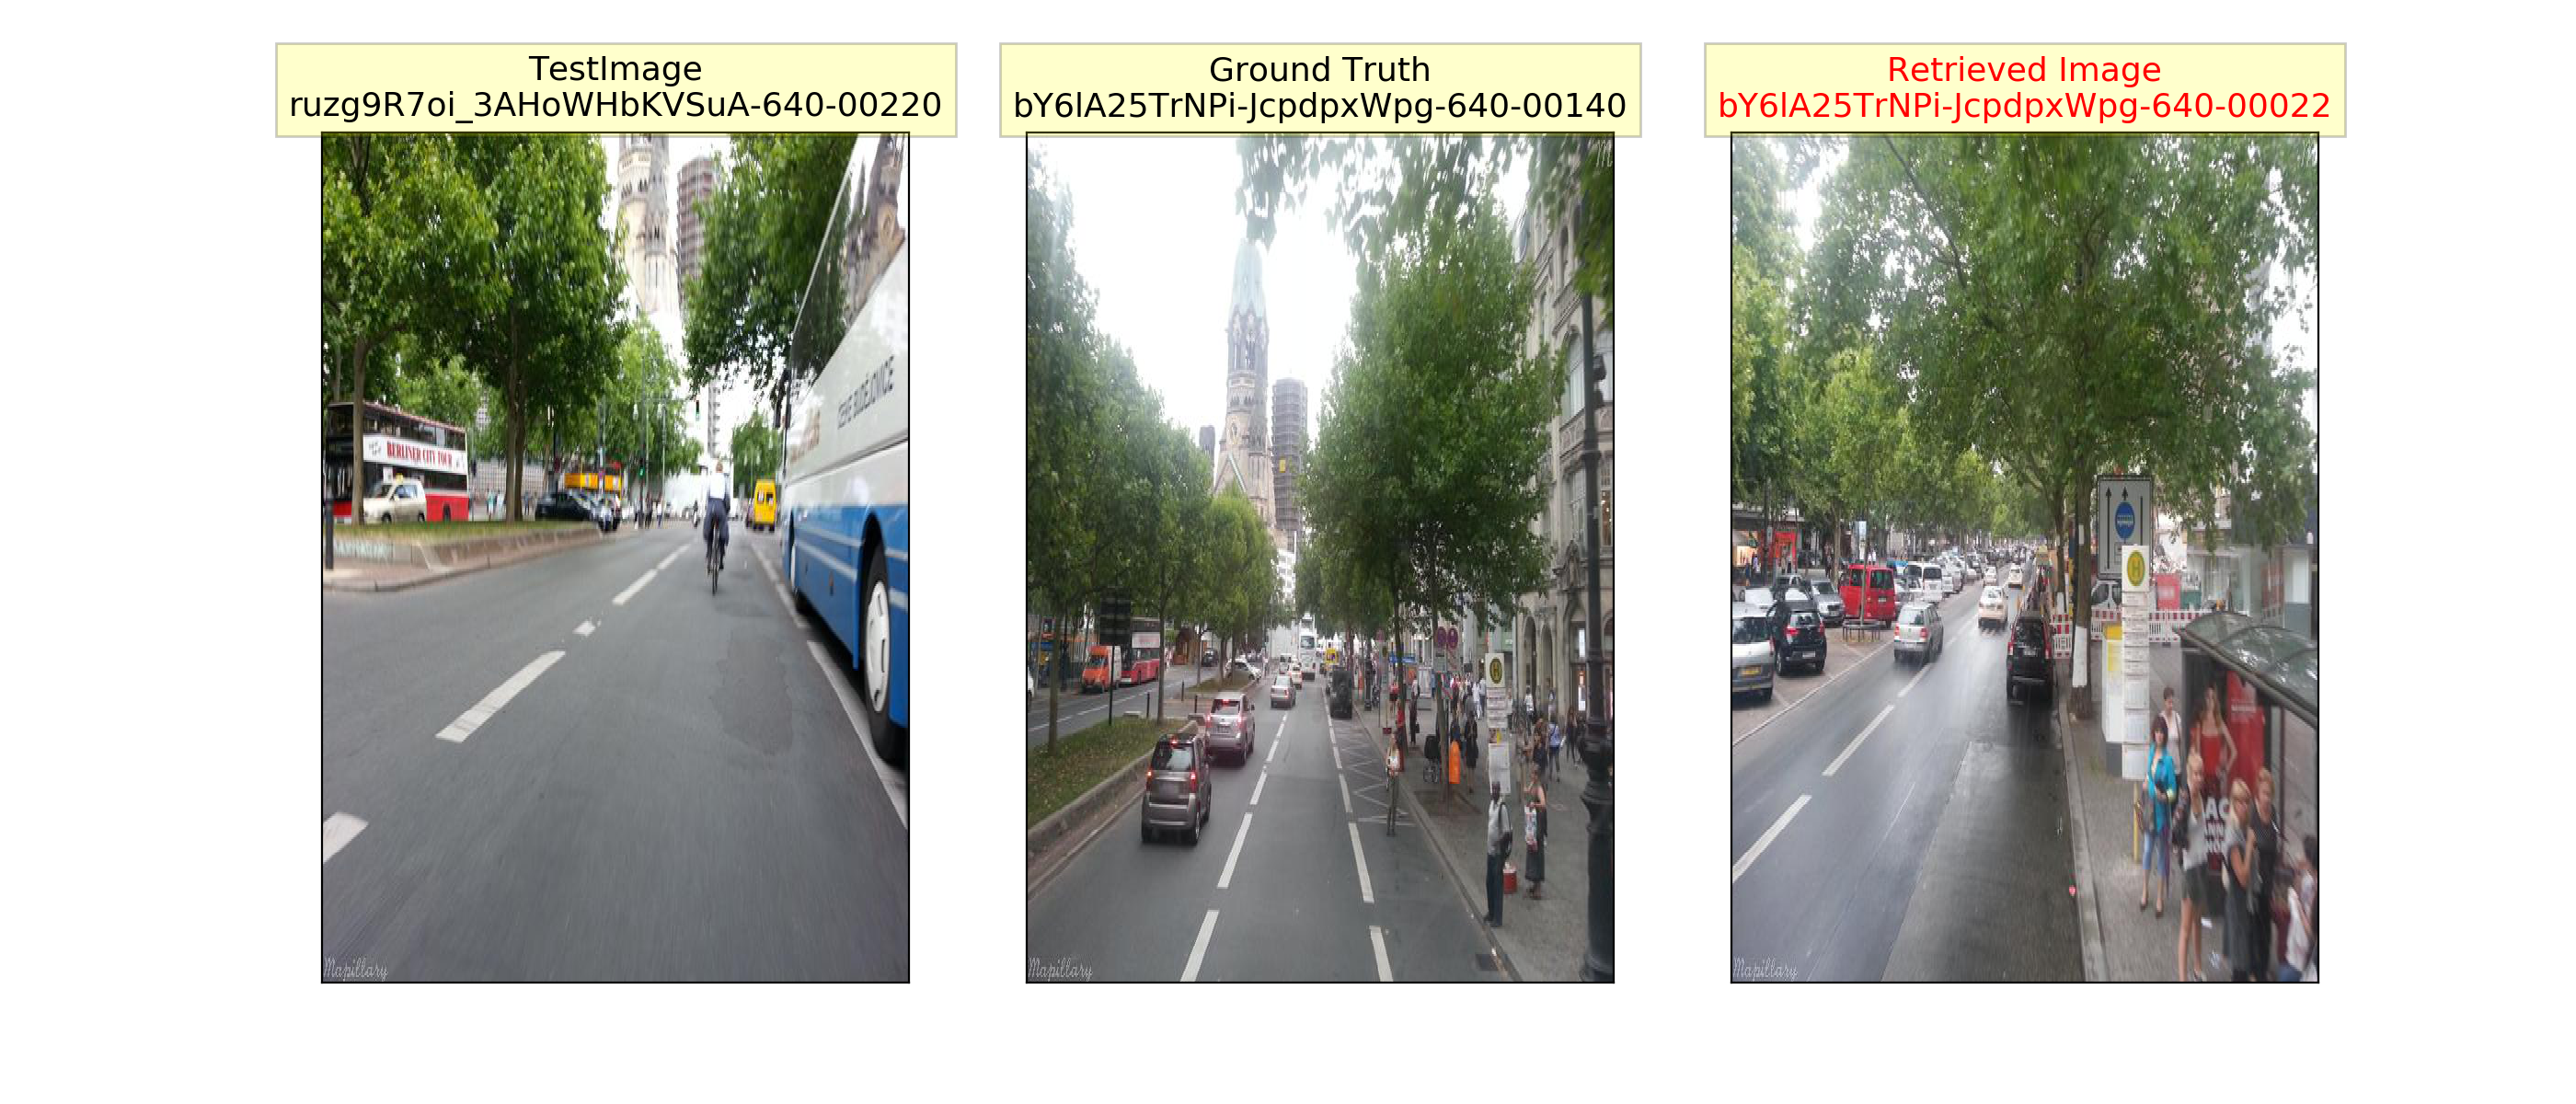 TestImage
ruzg9R7oi_3AHoWHbKVSuA-640-00220
Ground Truth
bY6lA25TrNPi-JcpdpxWpg-640-00140
Retrieved Image
bY6lA25TrNPi-JcpdpxWpg-640-00022
BERLINER CITY TOUR
H
H
Mapillary
Mapillary
Mapillary